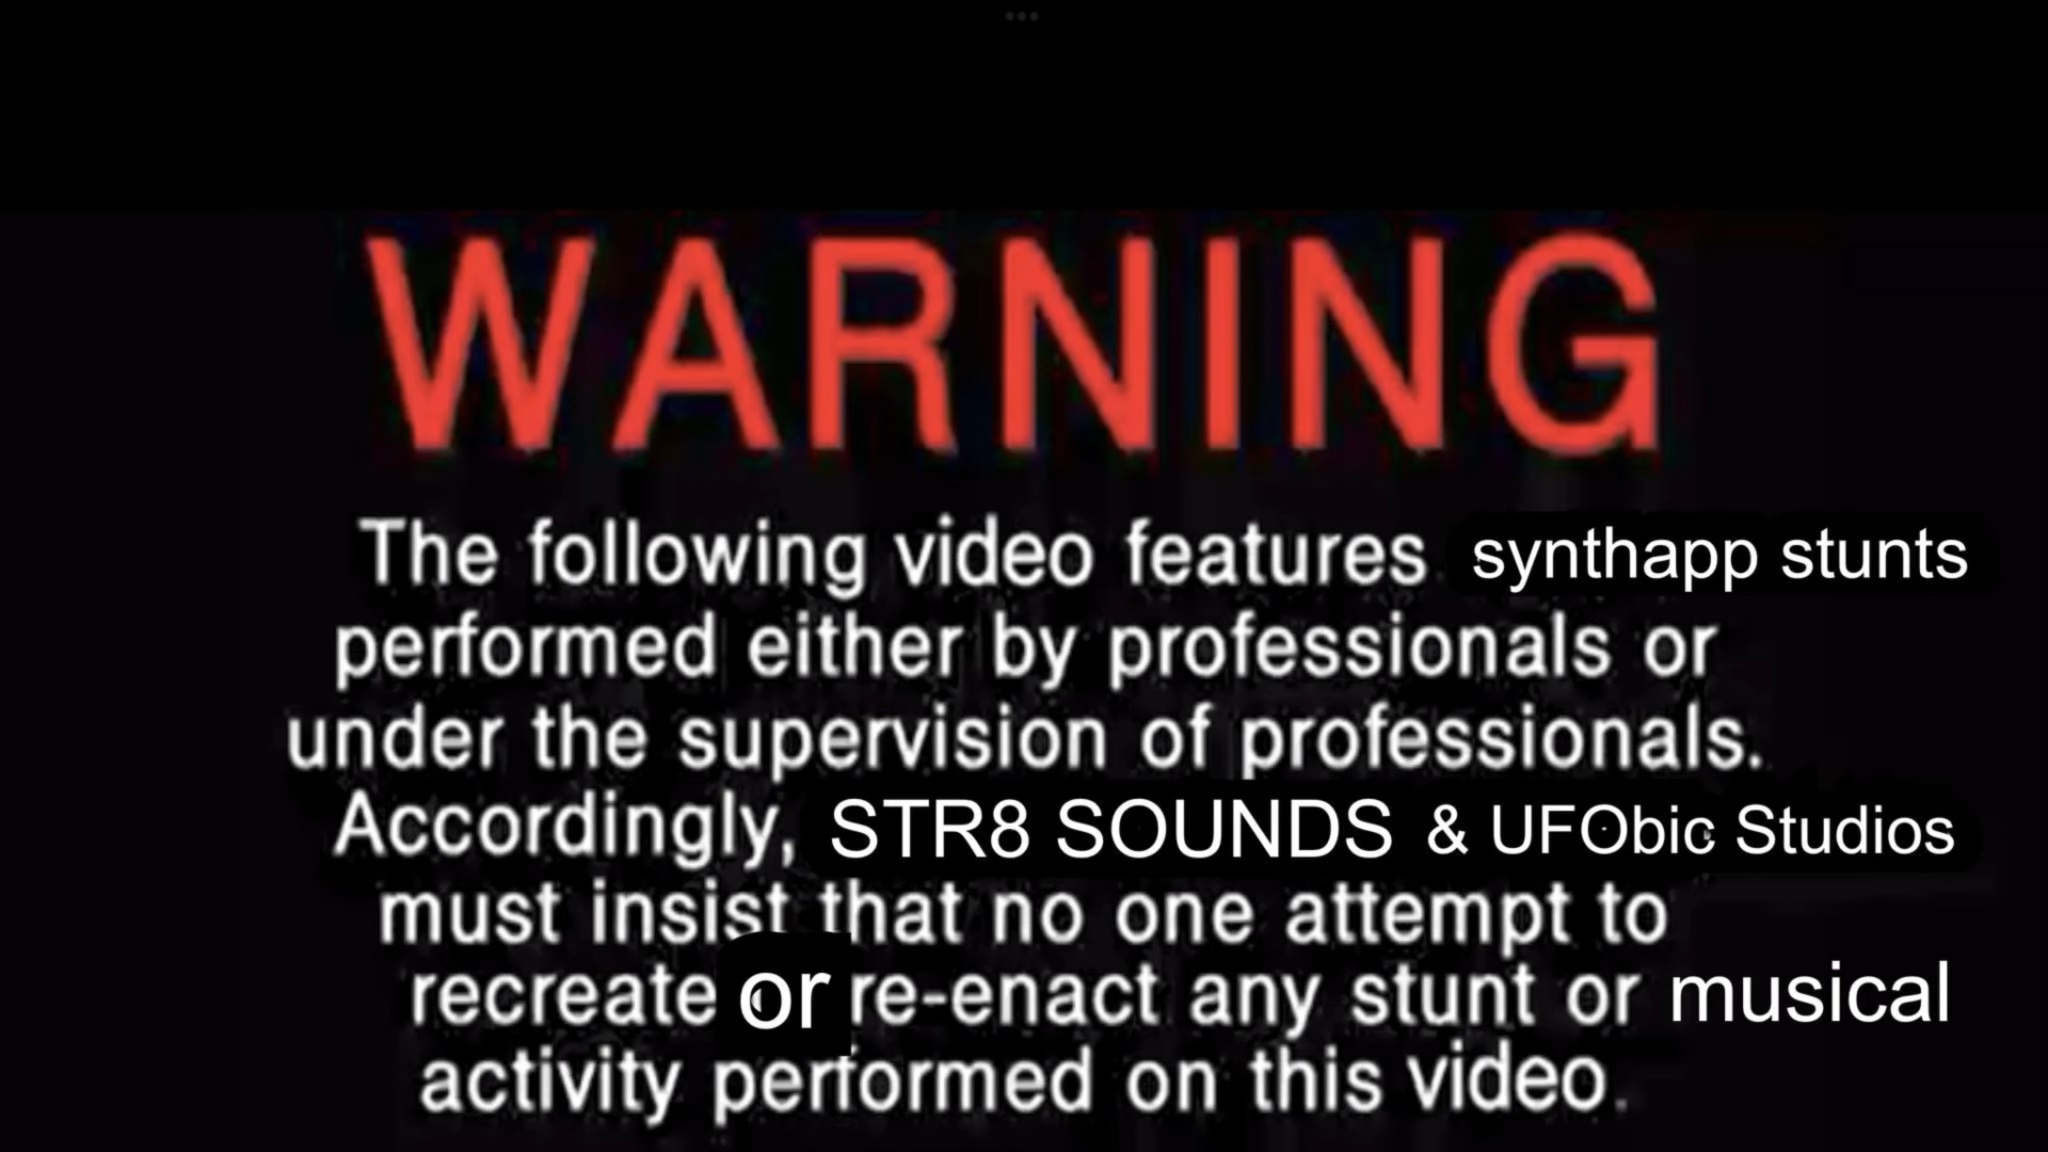 WARNING
The following video features synthapp stunts
performed either by professionals or
under the supervision of professionals.
Accordingly, STR8 SOUNDS & UFObic Studios
must insist that no one attempt to
recreate or re-enact any stunt or musical
activity performed on this video.